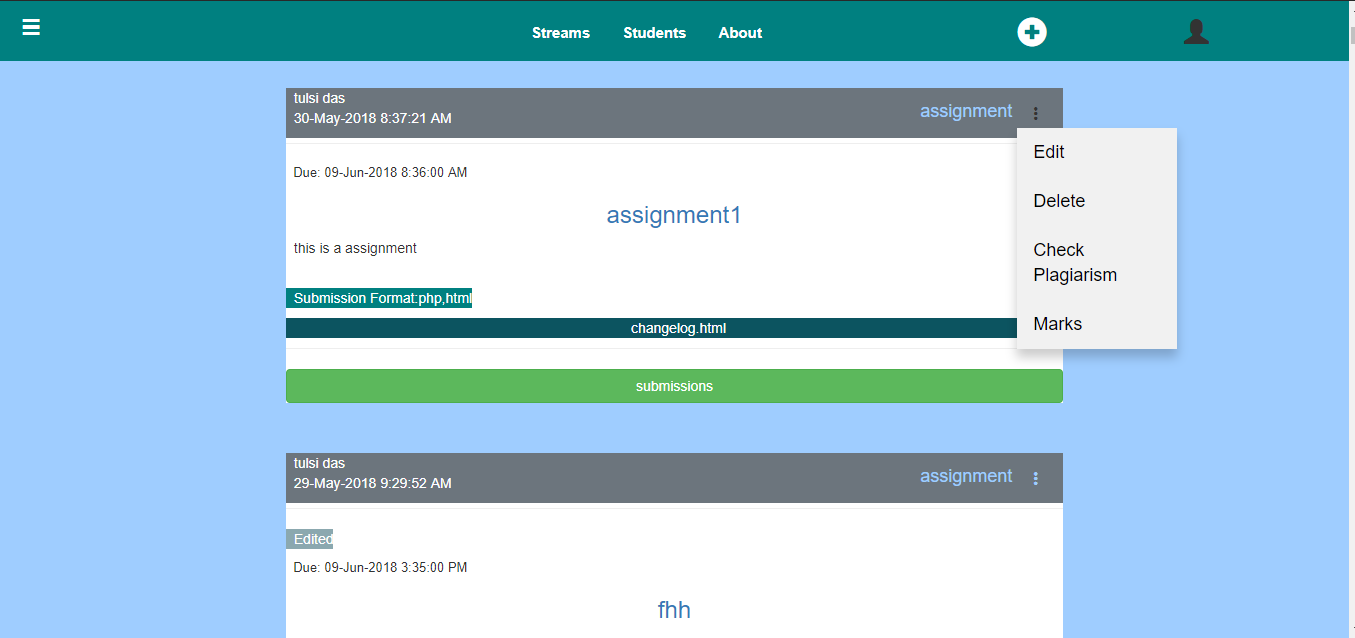 Streams Students About
tulsi das
30-May-2018 8:37:21 AM
assignment
Edit
Delete
Check
Plagiarism
Marks
Due: 09-Jun-2018 8:36:00 AM
assignment1
this is a assignment
Submission Format:php,html
changelog.html
submissions
tulsi das
29-May-2018 9:29:52 AM
assignment
Edited
Due: 09-Jun-2018 3:35:00 PM
fhh